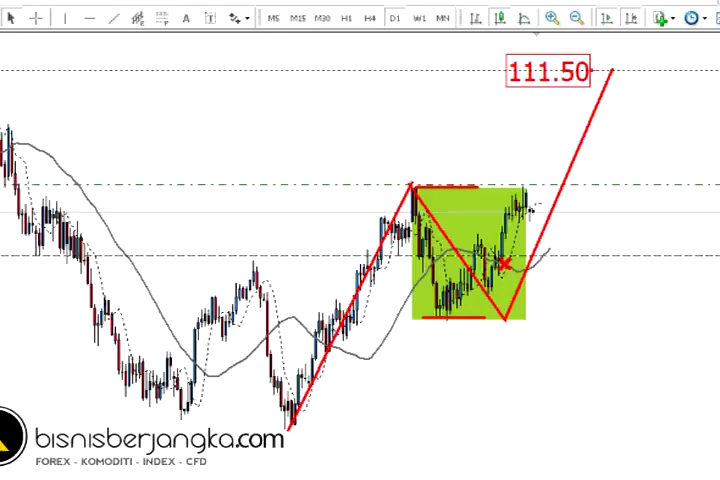 A T
M5 M15 M30 H1 H4 D1 W1 MN
111.50
bisnisberjangka.com
FOREX - KOMODITI - INDEX - CFD